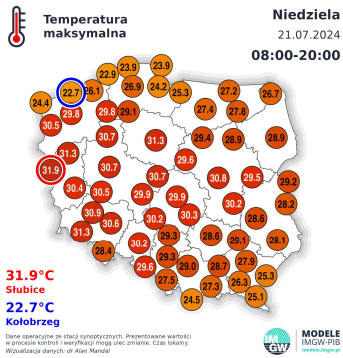 Temperatura
maksymalna
Niedziela
21.07.2024
08:00-20:00
23.9 23.9
22.9
22.7 26.1 26.9 24.2 25.3 27.2 26.7
24.4
29.8 29.8 29.1 27.4 27.8
30.5
30.7 31.3 28.4 28.9 28.9
31.3 29.6
31.9 30.7 30.7 30.8 29.5 29.2
30.4 30.5 29.9 29.9 30.2 28.2
30.9 30.6 30.2 30.3 28.6
31.3 29.3 28.6 29.1 28.1
28.4 30.2
29.3 29.6 29.0 28.7 27.9
27.5 27.3 26.3 25.3
24.5 25.1
31.9°C
Słubice
22.7°C
Kołobrzeg
Dane operacyjne ze stacji synoptycznych. Prezentowane wartości
w procesie kontroli i weryfikacji mogą ulec zmianie. Czas lokalny.
Wizualizacja danych: dr Alan Mandal
IMGW
MODELE
IMGW-PIB
modele.imgw.pl